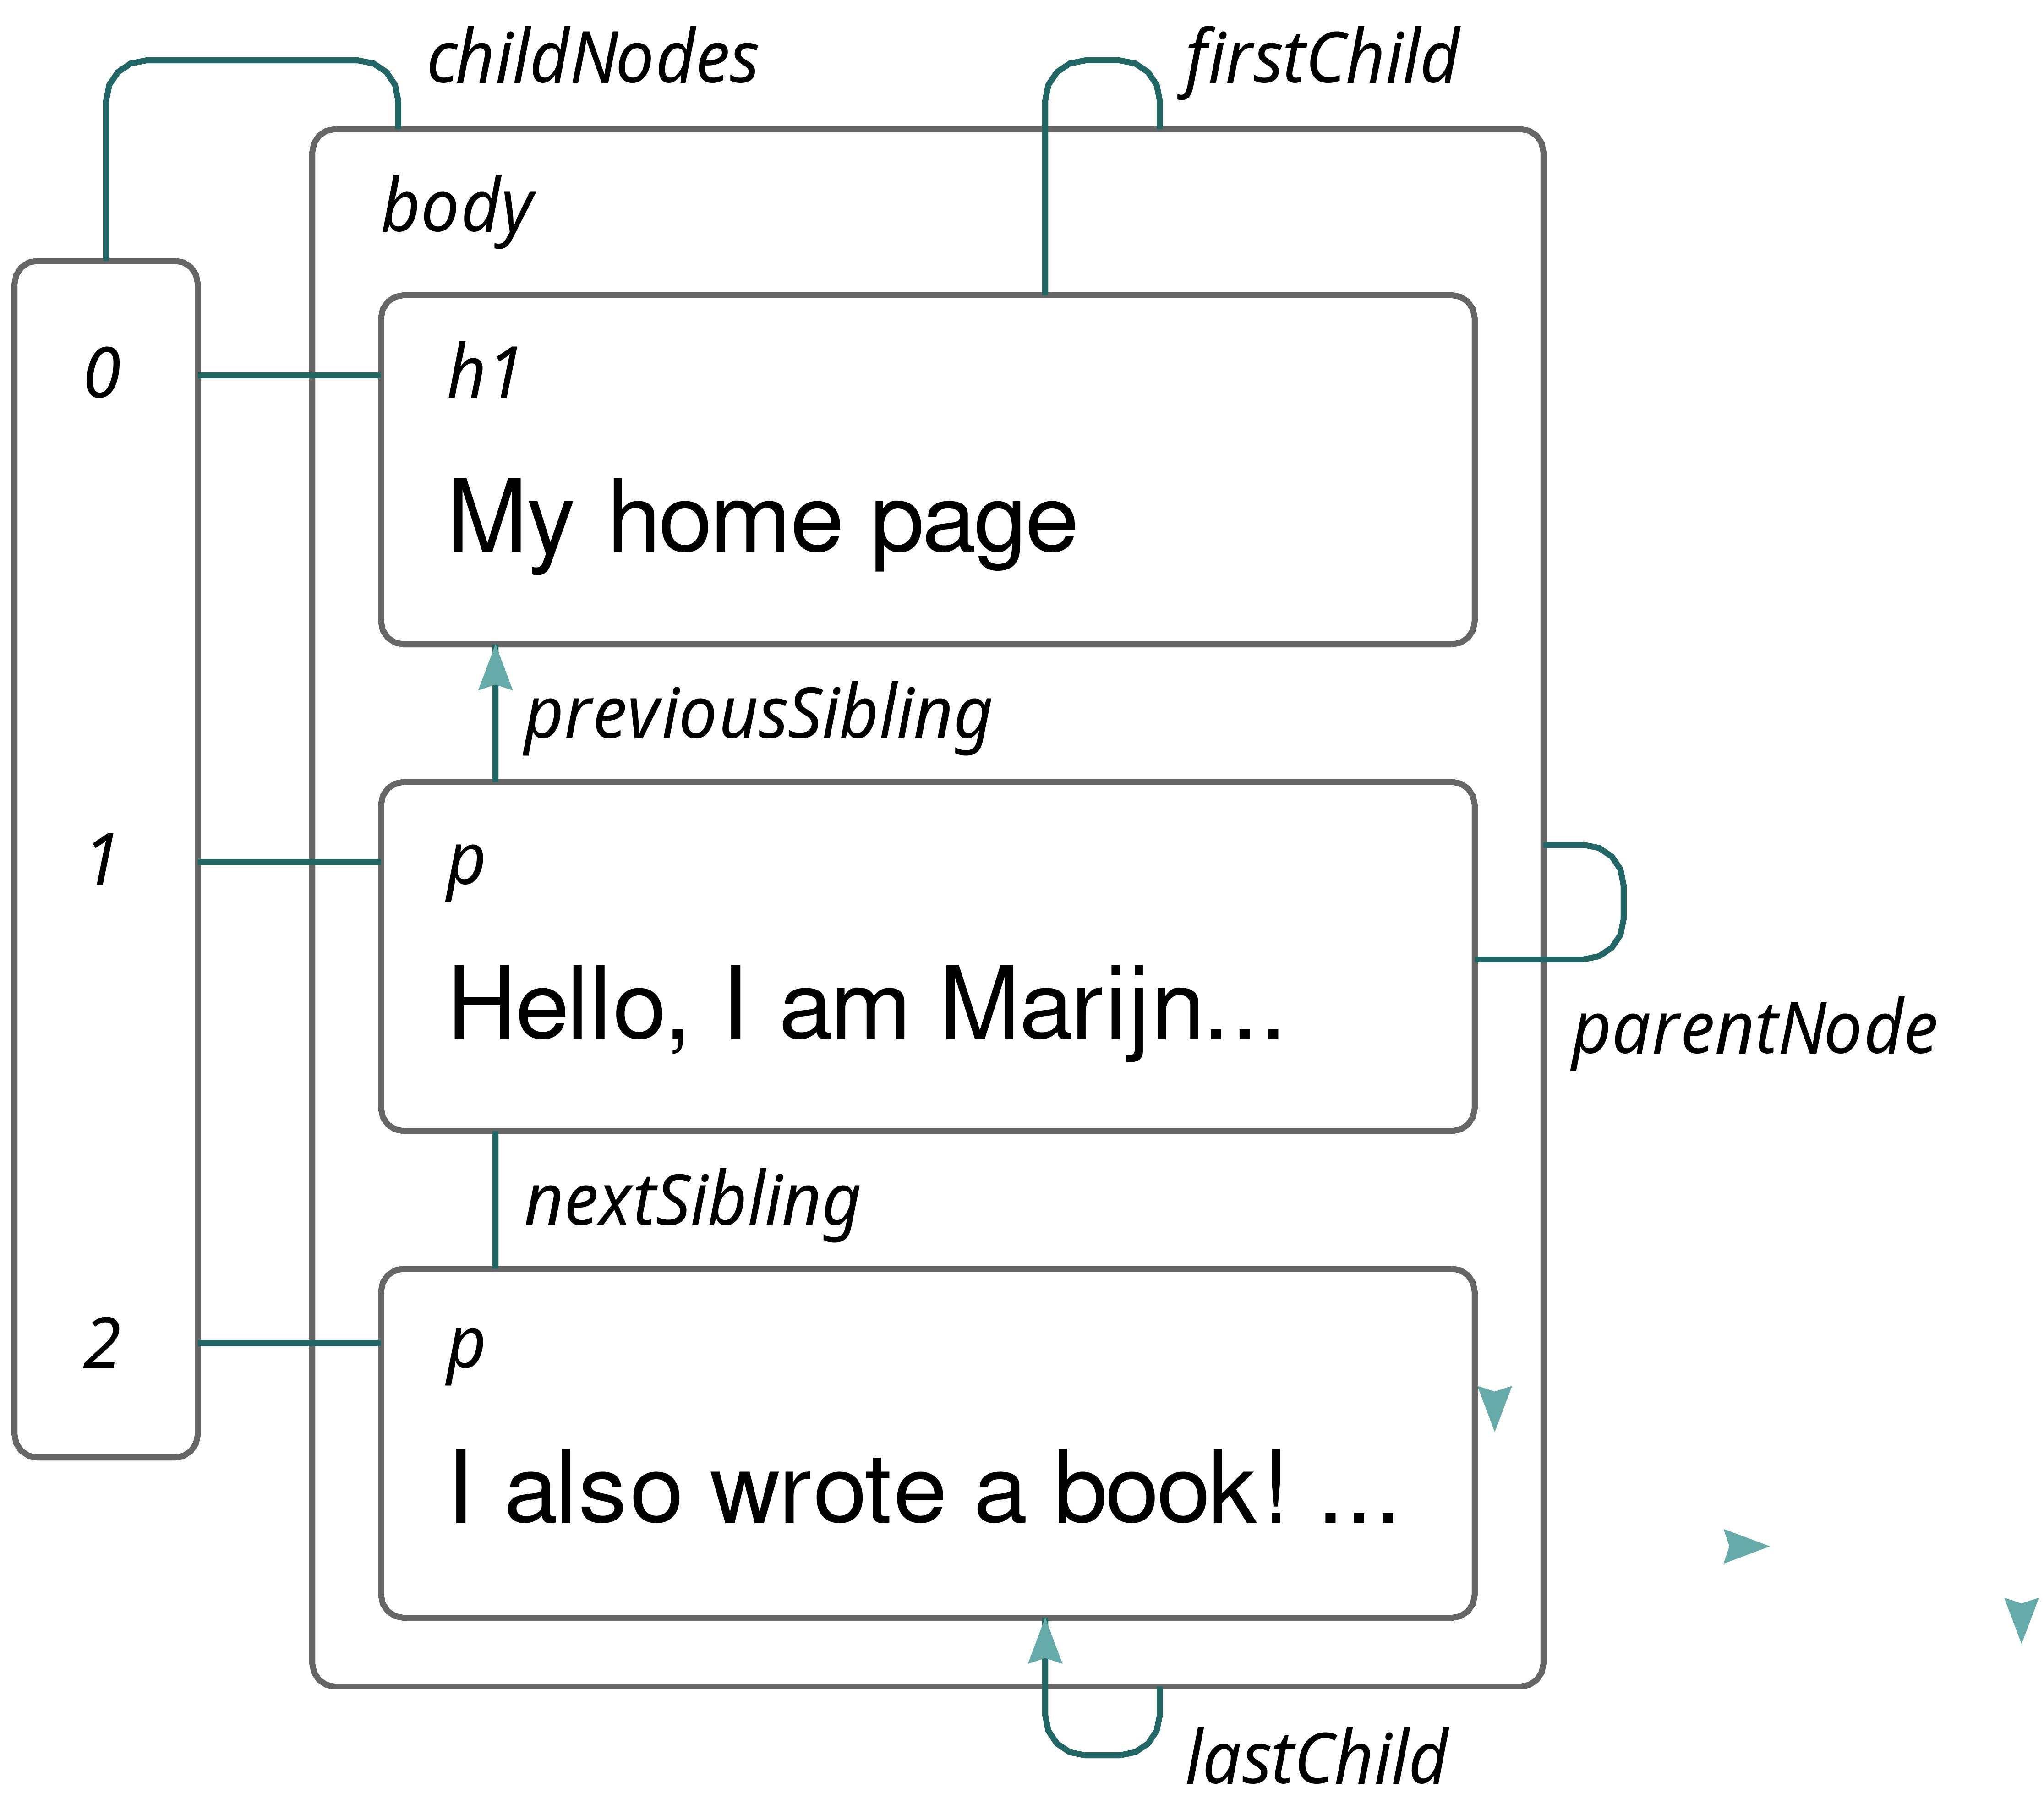 childNodes
firstChild
body
0
h1
My home page
previousSibling
1
p
Hello, I am Marijn...
parentNode
nextSibling
2
p
I also wrote a book! ...
lastChild